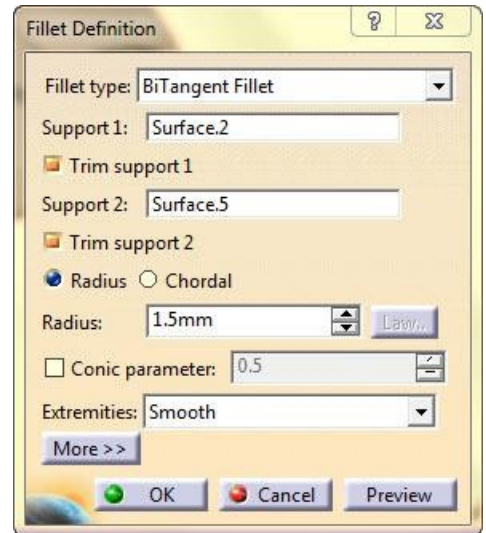 Fillet Definition
?
Fillet type: BiTangent Fillet
Support 1: Surface.2
Trim support 1
Support 2: Surface.5
Trim support 2
Radius Chordal
Radius: 1.5mm Law...
Conic parameter: 0.5
Extremities: Smooth
More >>
OK Cancel Preview